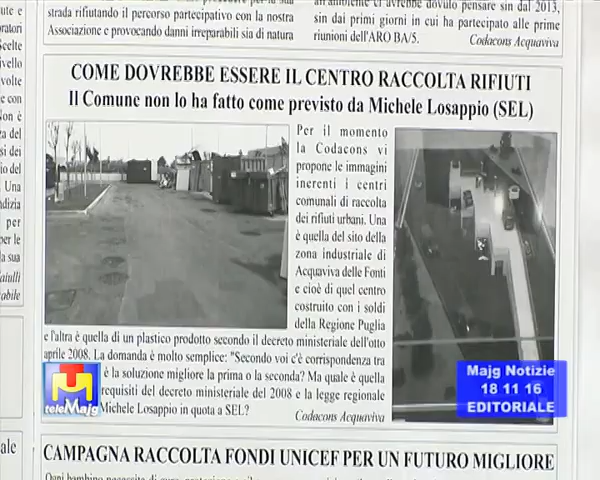 strada rifiutando il percorso partecipativo con la nostra
Associazione e provocando danni irreparabili sia di natura
dovuto pensare sin dal 2013,
sin dai primi giorni in cui ha partecipato alle prime
riunioni dell'ARO BA/5.
Codacons Acquaviva
COME DOVREBBE ESSERE IL CENTRO RACCOLTA RIFIUTI
Il Comune non lo ha fatto come previsto da Michele Losappio (SEL)
Per il momento
la Codacons vi
propone le immagini
inerenti i centri
comunali di raccolta
dei rifiuti urbani. Una
è quella del sito della
zona industriale di
Acquaviva delle Fonti
e cioè di quel centro
costruito con i soldi
della Regione Puglia
e l'altra è quella di un plastico prodotto secondo il decreto ministeriale dell'otto
aprile 2008. La domanda è molto semplice: "Secondo voi c'è corrispondenza tra
è la soluzione migliore la prima o la seconda? Ma quale è quella
requisiti del decreto ministeriale del 2008 e la legge regionale
Michele Losappio in quota a SEL?
Codacons Acquaviva
CAMPAGNA RACCOLTA FONDI UNICEF PER UN FUTURO MIGLIORE
teleMajg
Majg Notizie
18 11 16
EDITORIALE